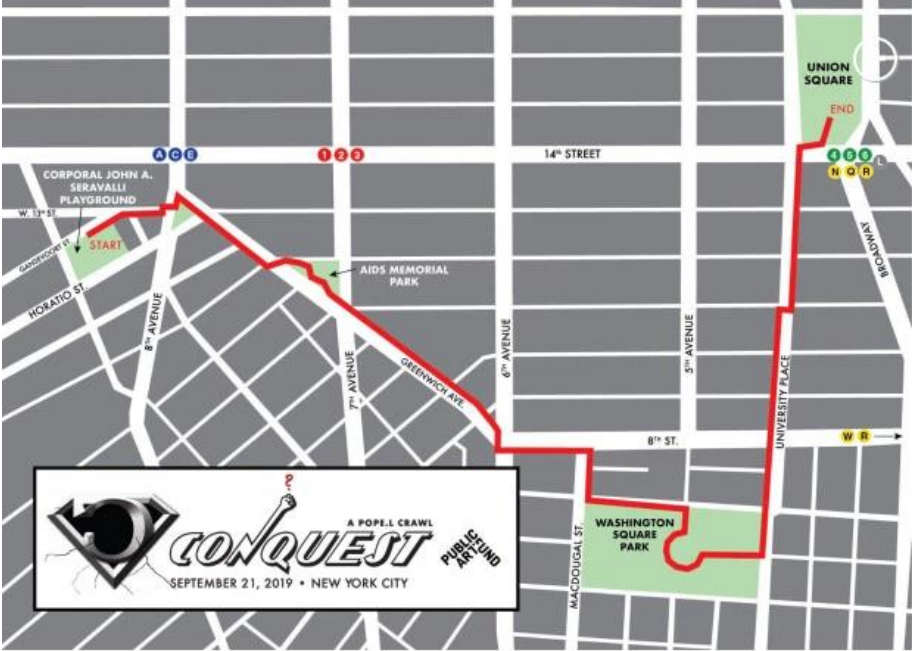 UNION
SQUARE
END
A C E
1 2 3
14th STREET
4 5 6
L
N Q R
CORPORAL JOHN A.
SERAVALLI
PLAYGROUND
W. 13th ST.
START
GANSEVOORT ST.
HORATIO ST.
AIDS MEMORIAL
PARK
BROADWAY
8TH AVENUE
7TH AVENUE
GREENWICH AVE.
6TH AVENUE
5TH AVENUE
UNIVERSITY PLACE
8TH ST.
W R
WASHINGTON
SQUARE
PARK
MACDOUGAL ST.
?
A POPE.L CRAWL
CONQUEST
PUBLIC
ART FUND
SEPTEMBER 21, 2019 • NEW YORK CITY